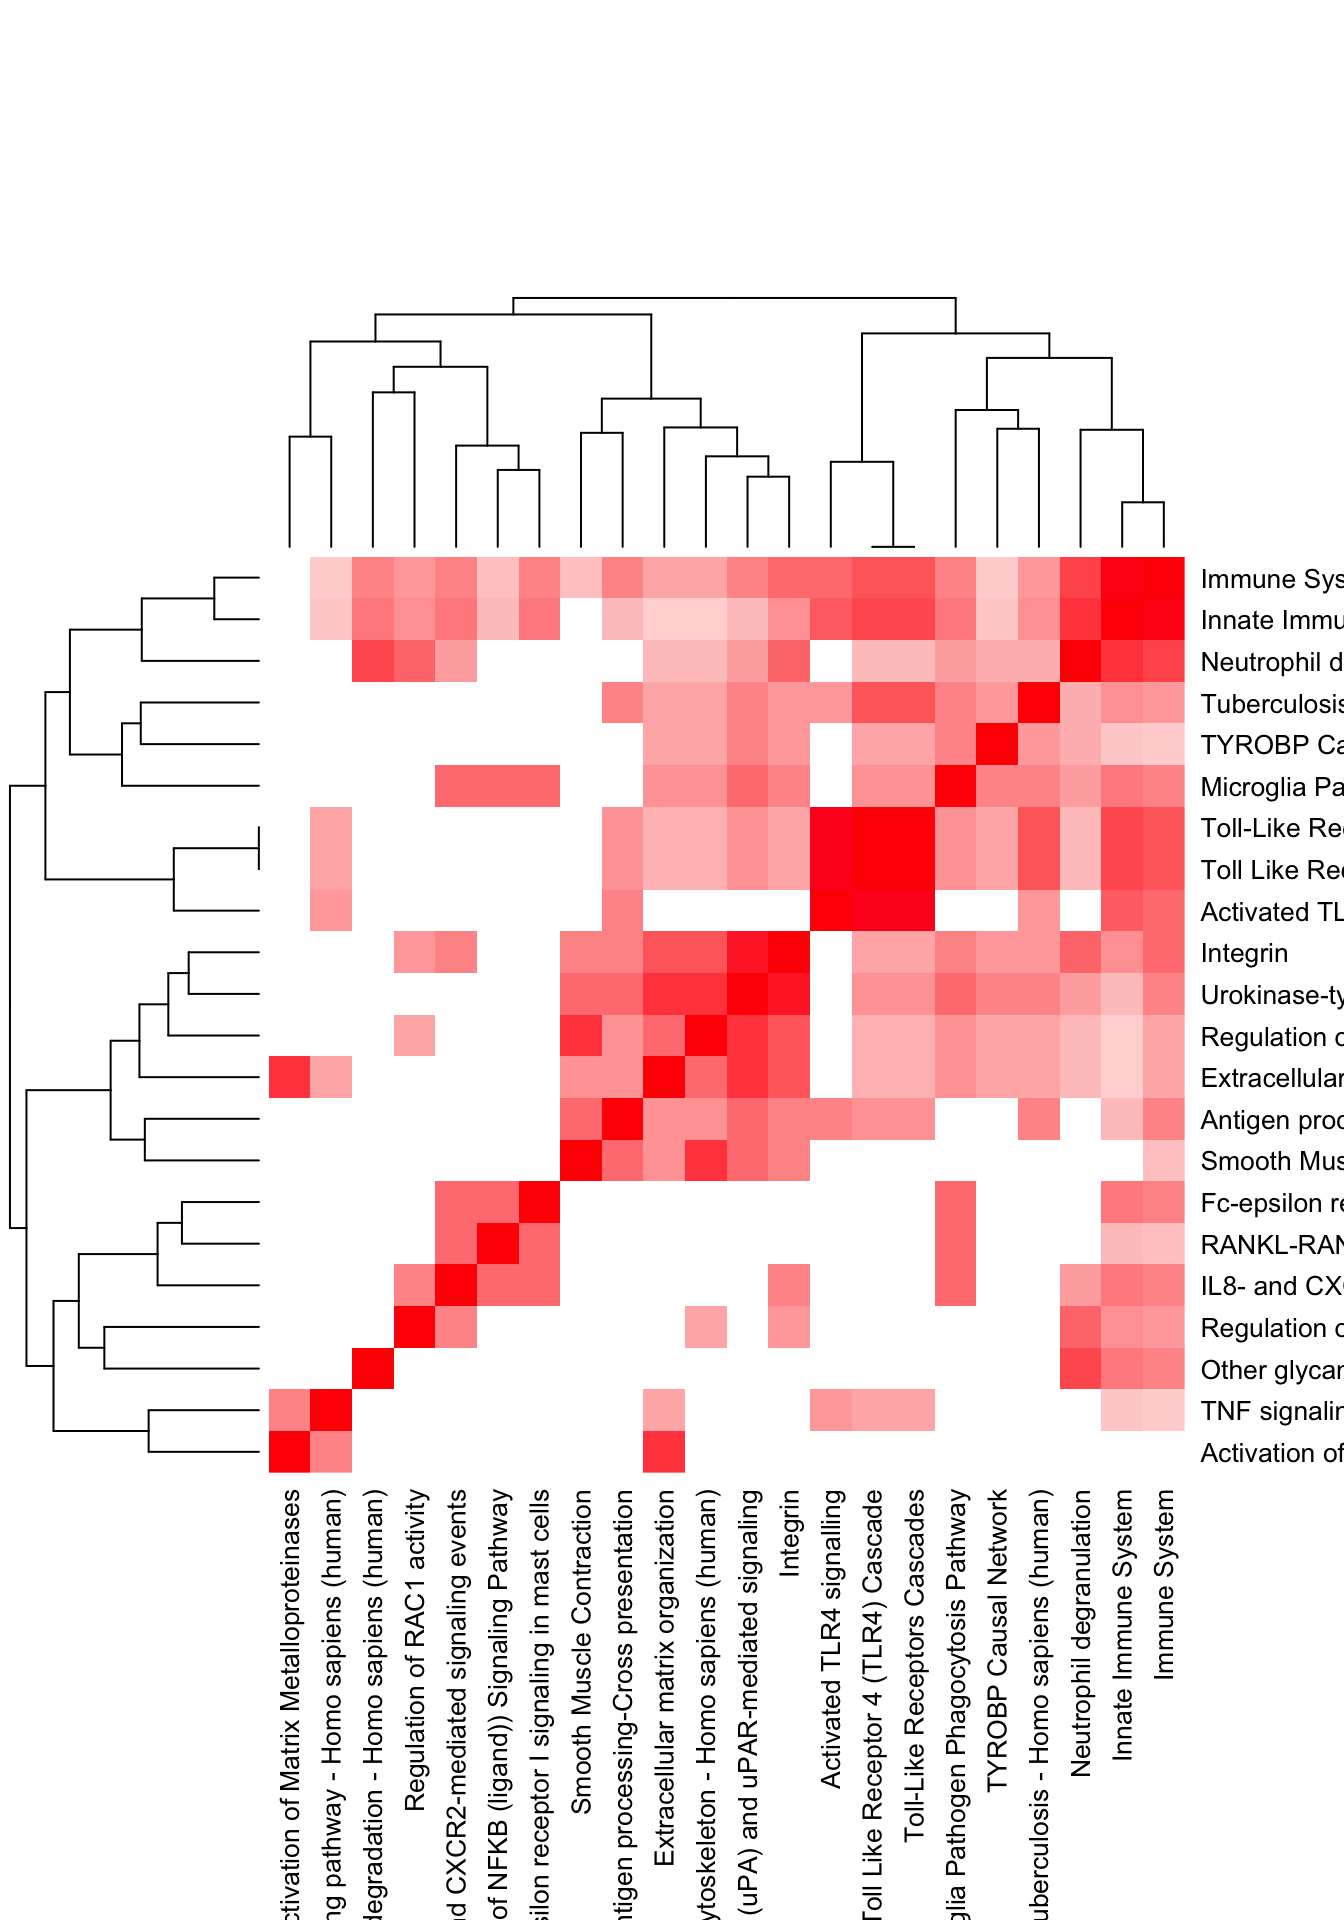 Immune Sys
Innate Immu
Neutrophil d
Tuberculosis
TYROBP Ca
Microglia Pa
Toll-Like Rec
Toll Like Rec
Activated TL
Integrin
Urokinase-ty
Regulation o
Extracellular
Antigen proc
Smooth Mus
Fc-epsilon re
RANKL-RAN
IL8- and CXC
Regulation o
Other glycan
TNF signalin
Activation of
ctivation of Matrix Metalloproteinases
ng pathway - Homo sapiens (human)
degradation - Homo sapiens (human)
Regulation of RAC1 activity
nd CXCR2-mediated signaling events
of NFKB (ligand)) Signaling Pathway
silon receptor I signaling in mast cells
Smooth Muscle Contraction
ntigen processing-Cross presentation
Extracellular matrix organization
ytoskeleton - Homo sapiens (human)
(uPA) and uPAR-mediated signaling
Integrin
Activated TLR4 signalling
Toll Like Receptor 4 (TLR4) Cascade
Toll-Like Receptors Cascades
glia Pathogen Phagocytosis Pathway
TYROBP Causal Network
uberculosis - Homo sapiens (human)
Neutrophil degranulation
Innate Immune System
Immune System